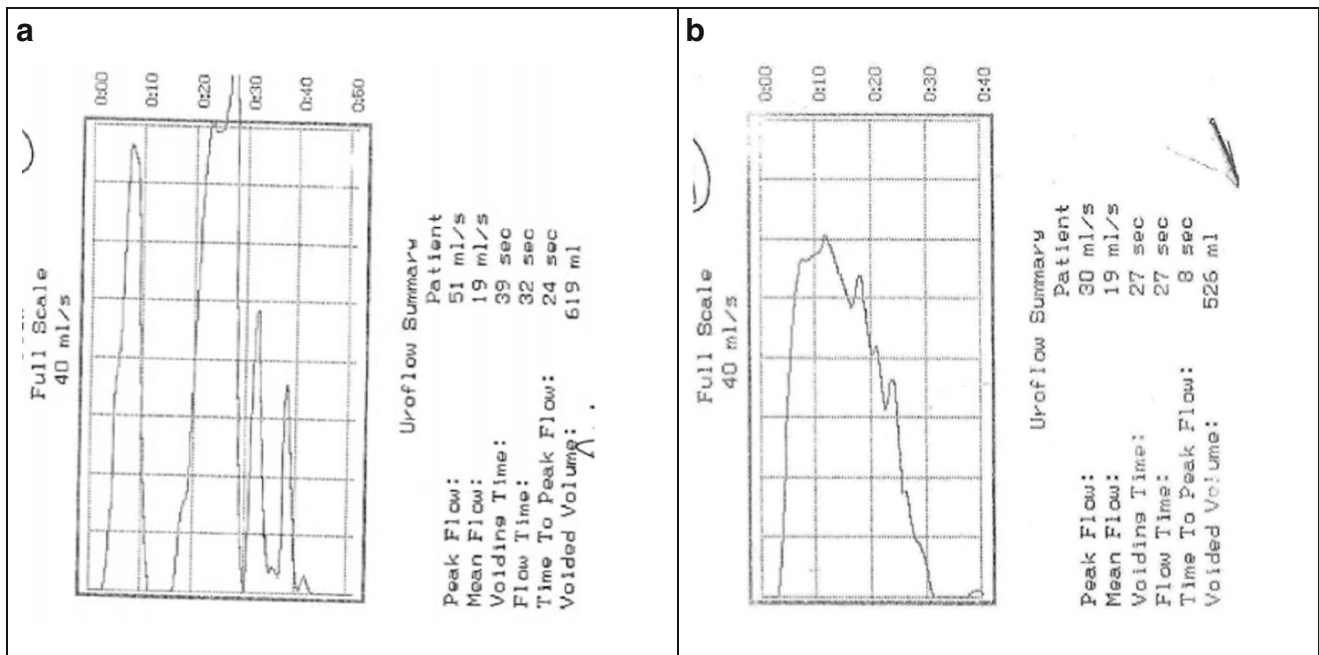 a
Full Scale
40 ml/s
0:00
0:10
0:20
0:30
0:40
0:60
Uroflow Summary
Patient
Peak Flow: 51 ml/s
Mean Flow: 19 ml/s
Voiding Time: 39 sec
Flow Time: 32 sec
Time To Peak Flow: 24 sec
Voided Volume: 619 ml
b
Full Scale
40 ml/s
0:00
0:10
0:20
0:30
0:40
Uroflow Summary
Patient
Peak Flow: 30 ml/s
Mean Flow: 19 ml/s
Voiding Time: 27 sec
Flow Time: 27 sec
Time To Peak Flow: 8 sec
Voided Volume: 526 ml